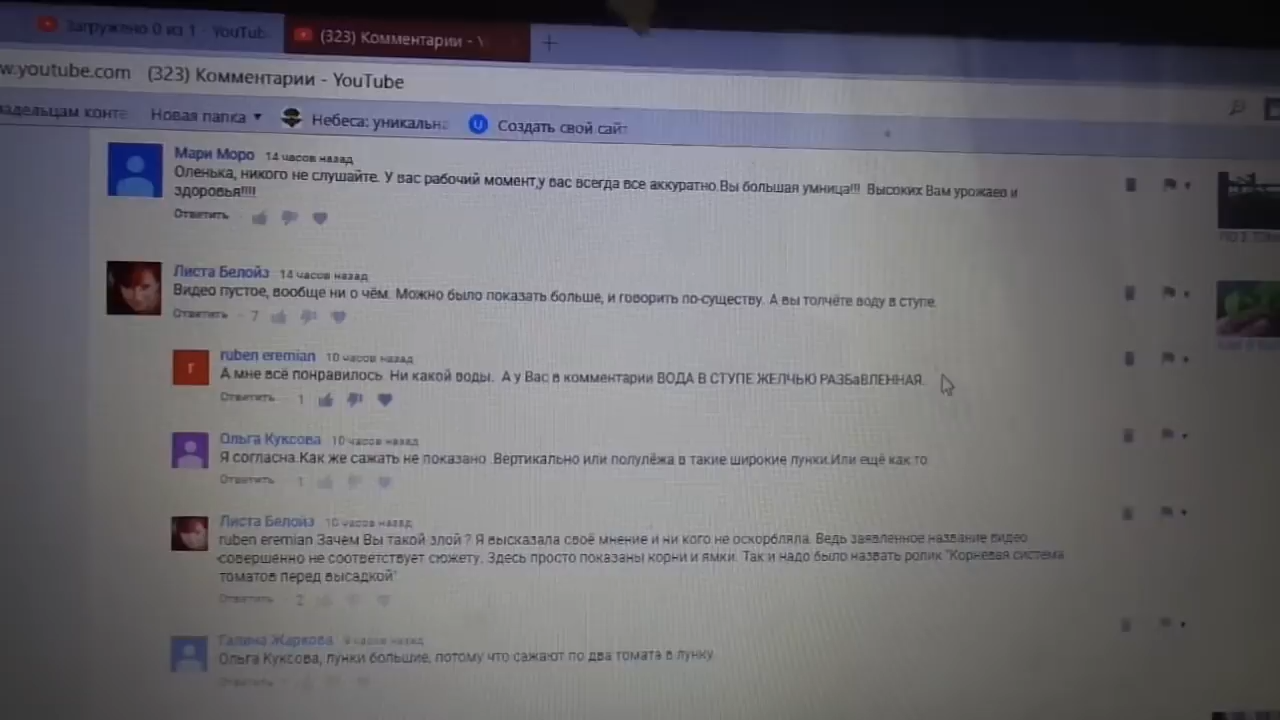 Загружено 0 из 1 - YouTub
(323) Комментарии -
w.youtube.com (323) Комментарии - YouTube
адельцам конте Новая папка Небеса: уникальн Создать свой сайт
Мари Моро 14 часов назад
Оленька, никого не слушайте. У вас рабочий момент,у вас всегда все аккуратно.Вы большая умница!!! Высоких Вам урожаев и
здоровья!!!!
Ответить
Листа Белойз 14 часов назад
Видео пустое, вообще ни о чём. Можно было показать больше, и говорить по-существу. А вы толчёте воду в ступе.
Ответить 7
r
ruben eremian 10 часов назад
А мне всё понравилось. Ни какой воды. А у Вас в комментарии ВОДА В СТУПЕ ЖЕЛЧЬЮ РАЗБаВЛЕННАЯ.
Ответить 1
Ольга Куксова 10 часов назад
Я согласна.Как же сажать не показано .Вертикально или полулёжа в такие широкие лунки.Или ещё как то
Ответить 1
Листа Белойз 10 часов назад
ruben eremian Зачем Вы такой злой ? Я высказала своё мнение и ни кого не оскорбляла. Ведь заявленное название видео
совершенно не соответствует сюжету. Здесь просто показаны корни и ямки. Так и надо было назвать ролик "Корневая система
томатов перед высадкой"
Ответить 2
Галина Жаркова 9 часов назад
Ольга Куксова, лунки большие, потому что сажают по два томата в лунку
Ответить